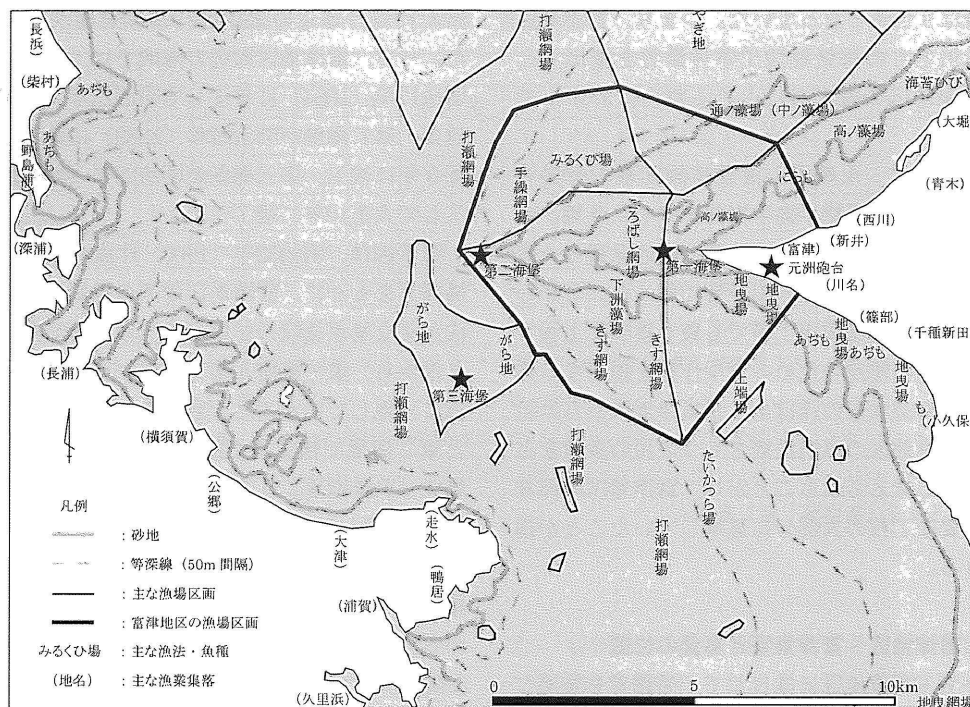 (長浜)
(柴村)
あぢも
あぢも
(野島浦)
(深浦)
(長浦)
(横須賀)
(公郷)
(大津)
(走水)
(鴨居)
(浦賀)
(久里浜)
打瀬網場
打瀬網場
やぎ地
通ノ藻場(中ノ藻場)
海苔ひび
(大堀)
高ノ藻場
(青木)
にらも
みるくび場
手繰網場
打瀬網場
高ノ藻場
(西川)
(新井)
(富津)
ころばし網場
第一海堡
元洲砲台
(川名)
第二海堡
下洲藻場
地曳場
地曳場
(篠部)
(千種新田)
地曳場
あぢも
あぢも
地曳場
も
(小久保)
がら地
がら地
きす網場
きす網場
上端場
第三海堡
打瀬網場
打瀬網場
たいかつら場
打瀬網場
地曳網場
凡例
:砂地
:等深線(50m間隔)
:主な漁場区画
:富津地区の漁場区画
みるくひ場 :主な漁法・魚種
(地名) :主な漁業集落
0 5 10km